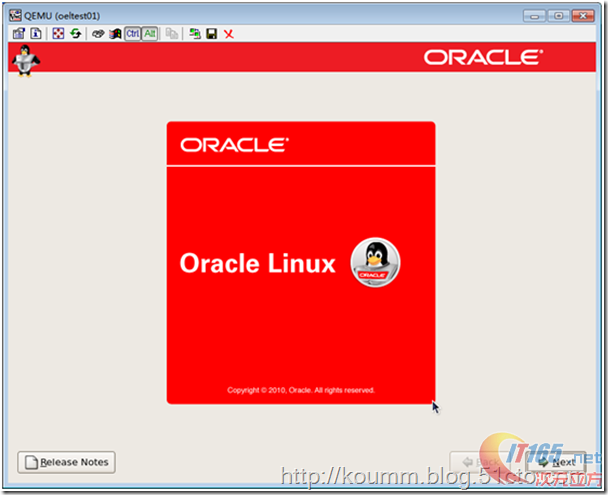 QEMU (oeltest01)
Ctrl Alt
ORACLE®
ORACLE®
Oracle Linux
ORACLE
Copyright © 2010, Oracle. All rights reserved.
Release Notes
Back
Next
IT165.net
http://koumm.blog.51cto.com